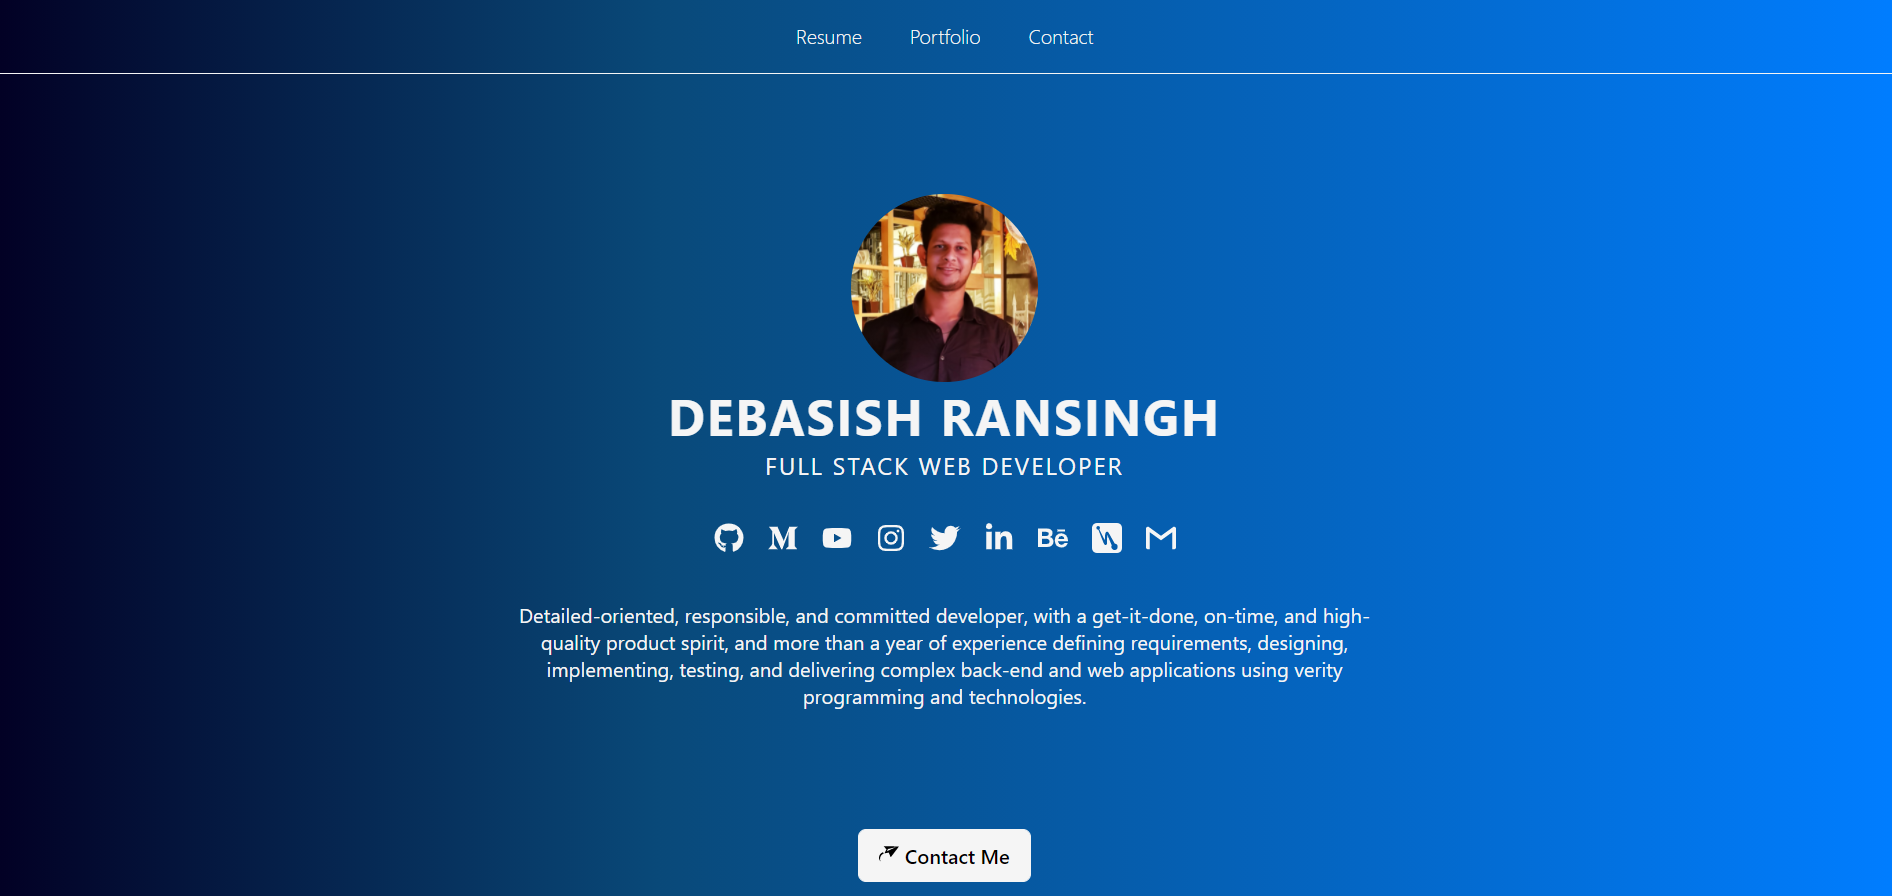 Resume Portfolio Contact
DEBASISH RANSINGH
FULL STACK WEB DEVELOPER
Detailed-oriented, responsible, and committed developer, with a get-it-done, on-time, and high-
quality product spirit, and more than a year of experience defining requirements, designing,
implementing, testing, and delivering complex back-end and web applications using verity
programming and technologies.
Contact Me